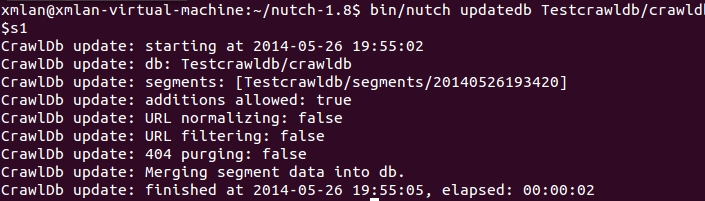 xmlan@xmlan-virtual-machine:~/nutch-1.8$ bin/nutch updatedb Testcrawldb/crawld
$s1
CrawlDb update: starting at 2014-05-26 19:55:02
CrawlDb update: db: Testcrawldb/crawldb
CrawlDb update: segments: [Testcrawldb/segments/20140526193420]
CrawlDb update: additions allowed: true
CrawlDb update: URL normalizing: false
CrawlDb update: URL filtering: false
CrawlDb update: 404 purging: false
CrawlDb update: Merging segment data into db.
CrawlDb update: finished at 2014-05-26 19:55:05, elapsed: 00:00:02